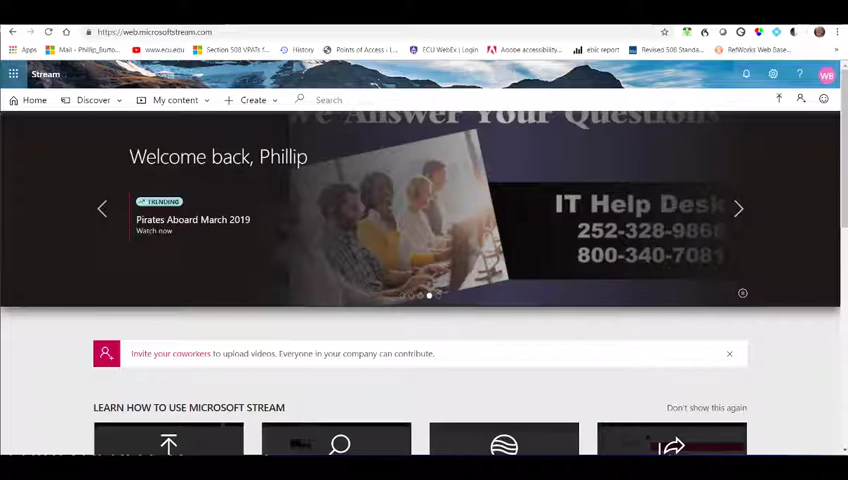 https://web.microsoftstream.com
Apps
Mail - Phillip_Burto...
www.ecu.edu
Section 508 VPATs f...
History
Points of Access - L...
ECU WebEx | Login
Adobe accessibility...
ebic report
Revised 508 Standa...
RefWorks Web Base...
Stream
WB
Home
Discover
My content
Create
Search
We Answer Your Questions
Welcome back, Phillip
TRENDING
Pirates Aboard March 2019
Watch now
IT Help Desk
252-328-9866
800-340-7081
Invite your coworkers to upload videos. Everyone in your company can contribute.
LEARN HOW TO USE MICROSOFT STREAM
Don't show this again